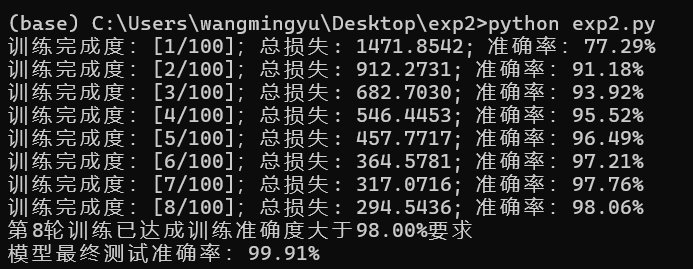 (base) C:\Users\wangmingyu\Desktop\exp2>python exp2.py
训练完成度: [1/100]; 总损失: 1471.8542; 准确率: 77.29%
训练完成度: [2/100]; 总损失: 912.2731; 准确率: 91.18%
训练完成度: [3/100]; 总损失: 682.7030; 准确率: 93.92%
训练完成度: [4/100]; 总损失: 546.4453; 准确率: 95.52%
训练完成度: [5/100]; 总损失: 457.7717; 准确率: 96.49%
训练完成度: [6/100]; 总损失: 364.5781; 准确率: 97.21%
训练完成度: [7/100]; 总损失: 317.0716; 准确率: 97.76%
训练完成度: [8/100]; 总损失: 294.5436; 准确率: 98.06%
第8轮训练已达成训练准确度大于98.00%要求
模型最终测试准确率: 99.91%